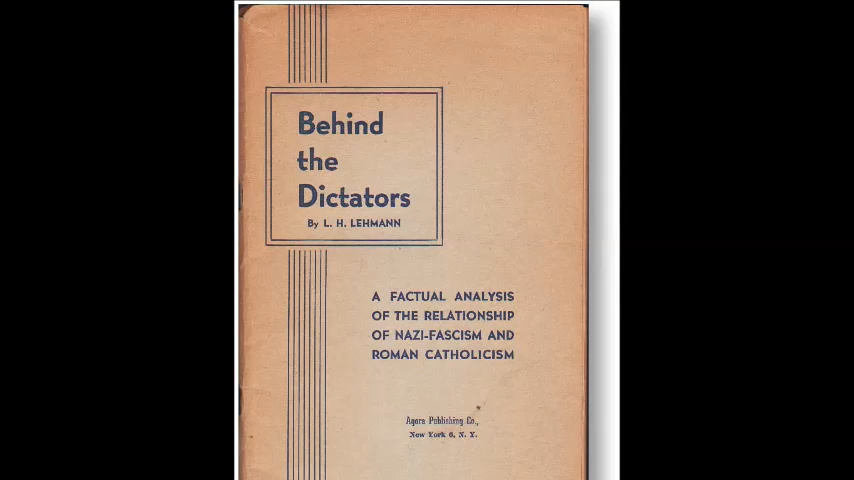 Behind
the
Dictators
By L. H. LEHMANN
A FACTUAL ANALYSIS
OF THE RELATIONSHIP
OF NAZI-FASCISM AND
ROMAN CATHOLICISM
Agora Publishing Co.,
New York 6, N. Y.